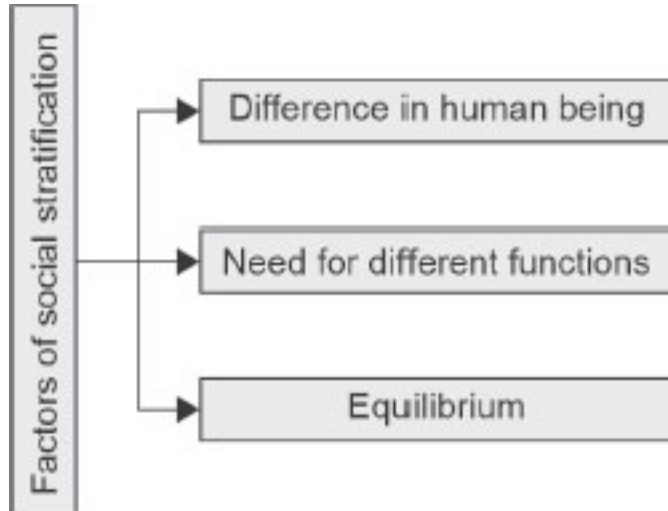 Factors of social stratification
Difference in human being
Need for different functions
Equilibrium